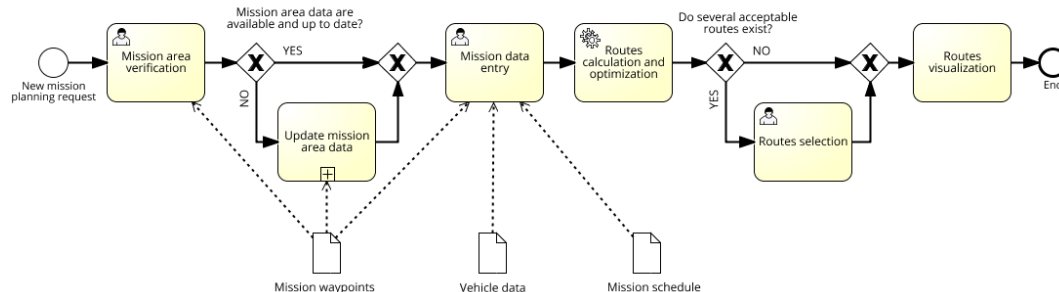 Mission area data are
available and up to date?
Do several acceptable
routes exist?
YES
NO
Mission area
verification
Mission data
entry
Routes
calculation and
optimization
Routes
visualization
New mission
planning request
End
NO
YES
Update mission
area data
Routes selection
Mission waypoints
Vehicle data
Mission schedule